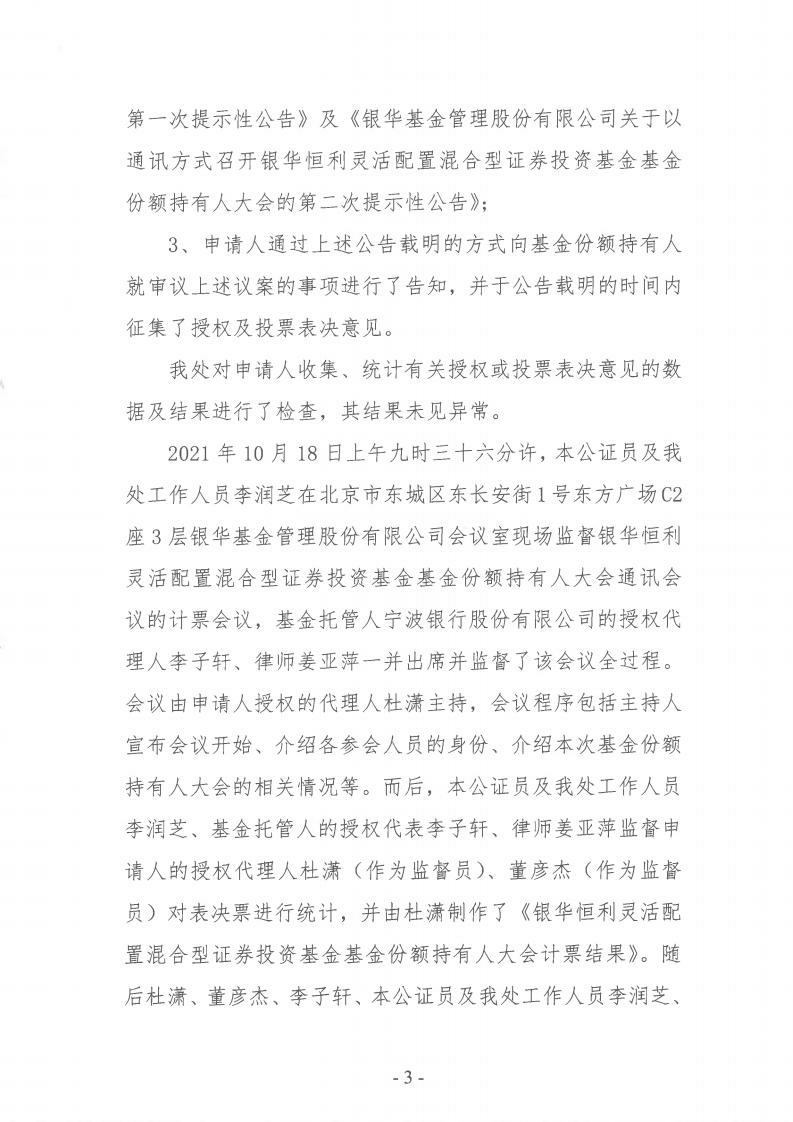 第一次提示性公告》及《银华基金管理股份有限公司关于以
通讯方式召开银华恒利灵活配置混合型证券投资基金基金
份额持有人大会的第二次提示性公告》；
3、申请人通过上述公告载明的方式向基金份额持有人
就审议上述议案的事项进行了告知，并于公告载明的时间内
征集了授权及投票表决意见。
我处对申请人收集、统计有关授权或投票表决意见的数
据及结果进行了检查，其结果未见异常。
2021 年 10 月 18 日上午九时三十六分许，本公证员及我
处工作人员李润芝在北京市东城区东长安街 1 号东方广场 C2
座 3 层银华基金管理股份有限公司会议室现场监督银华恒利
灵活配置混合型证券投资基金基金份额持有人大会通讯会
议的计票会议，基金托管人宁波银行股份有限公司的授权代
理人李子轩、律师姜亚萍一并出席并监督了该会议全过程。
会议由申请人授权的代理人杜潇主持，会议程序包括主持人
宣布会议开始、介绍各参会人员的身份、介绍本次基金份额
持有人大会的相关情况等。而后，本公证员及我处工作人员
李润芝、基金托管人的授权代表李子轩、律师姜亚萍监督申
请人的授权代理人杜潇（作为监督员）、董彦杰（作为监督
员）对表决票进行统计，并由杜潇制作了《银华恒利灵活配
置混合型证券投资基金基金份额持有人大会计票结果》。随
后杜潇、董彦杰、李子轩、本公证员及我处工作人员李润芝、
- 3 -